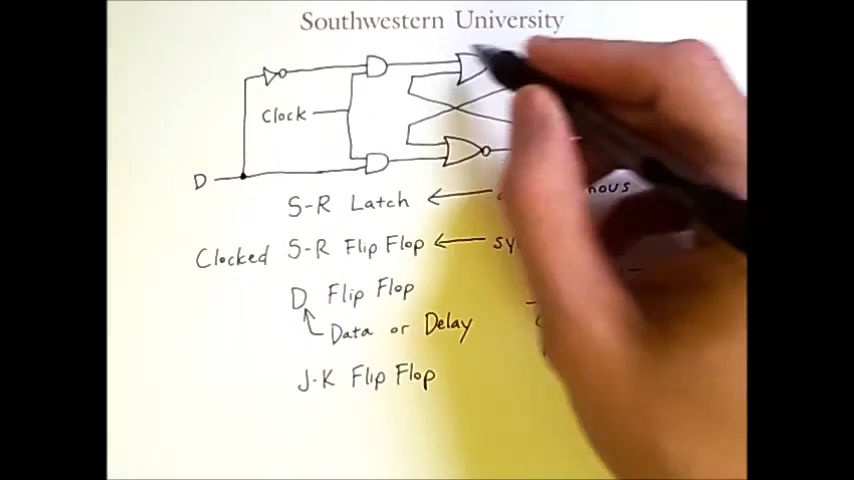 Southwestern University
Clock
D
S-R Latch
Clocked S-R Flip Flop
D Flip Flop
Data or Delay
J-K Flip Flop